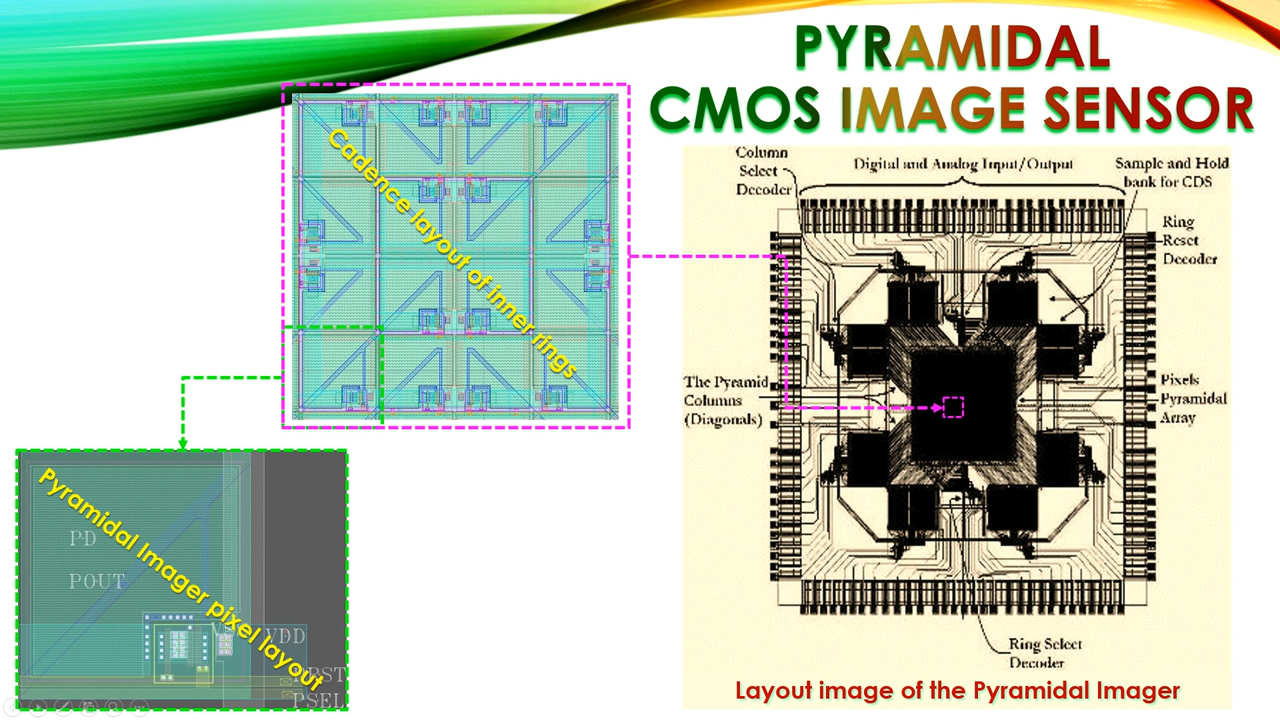 PYRAMIDAL
CMOS IMAGE SENSOR
Cadence layout of inner rings
Column
Select
Decoder
Digital and Analog Input/Output
Sample and Hold
bank for CDS
Ring
Reset
Decoder
The Pyramid
Columns
(Diagonals)
Pixels
Pyramidal
Array
Ring Select
Decoder
Layout image of the Pyramidal Imager
Pyramidal Imager pixel layout
PD
POUT
VDD
PSEL